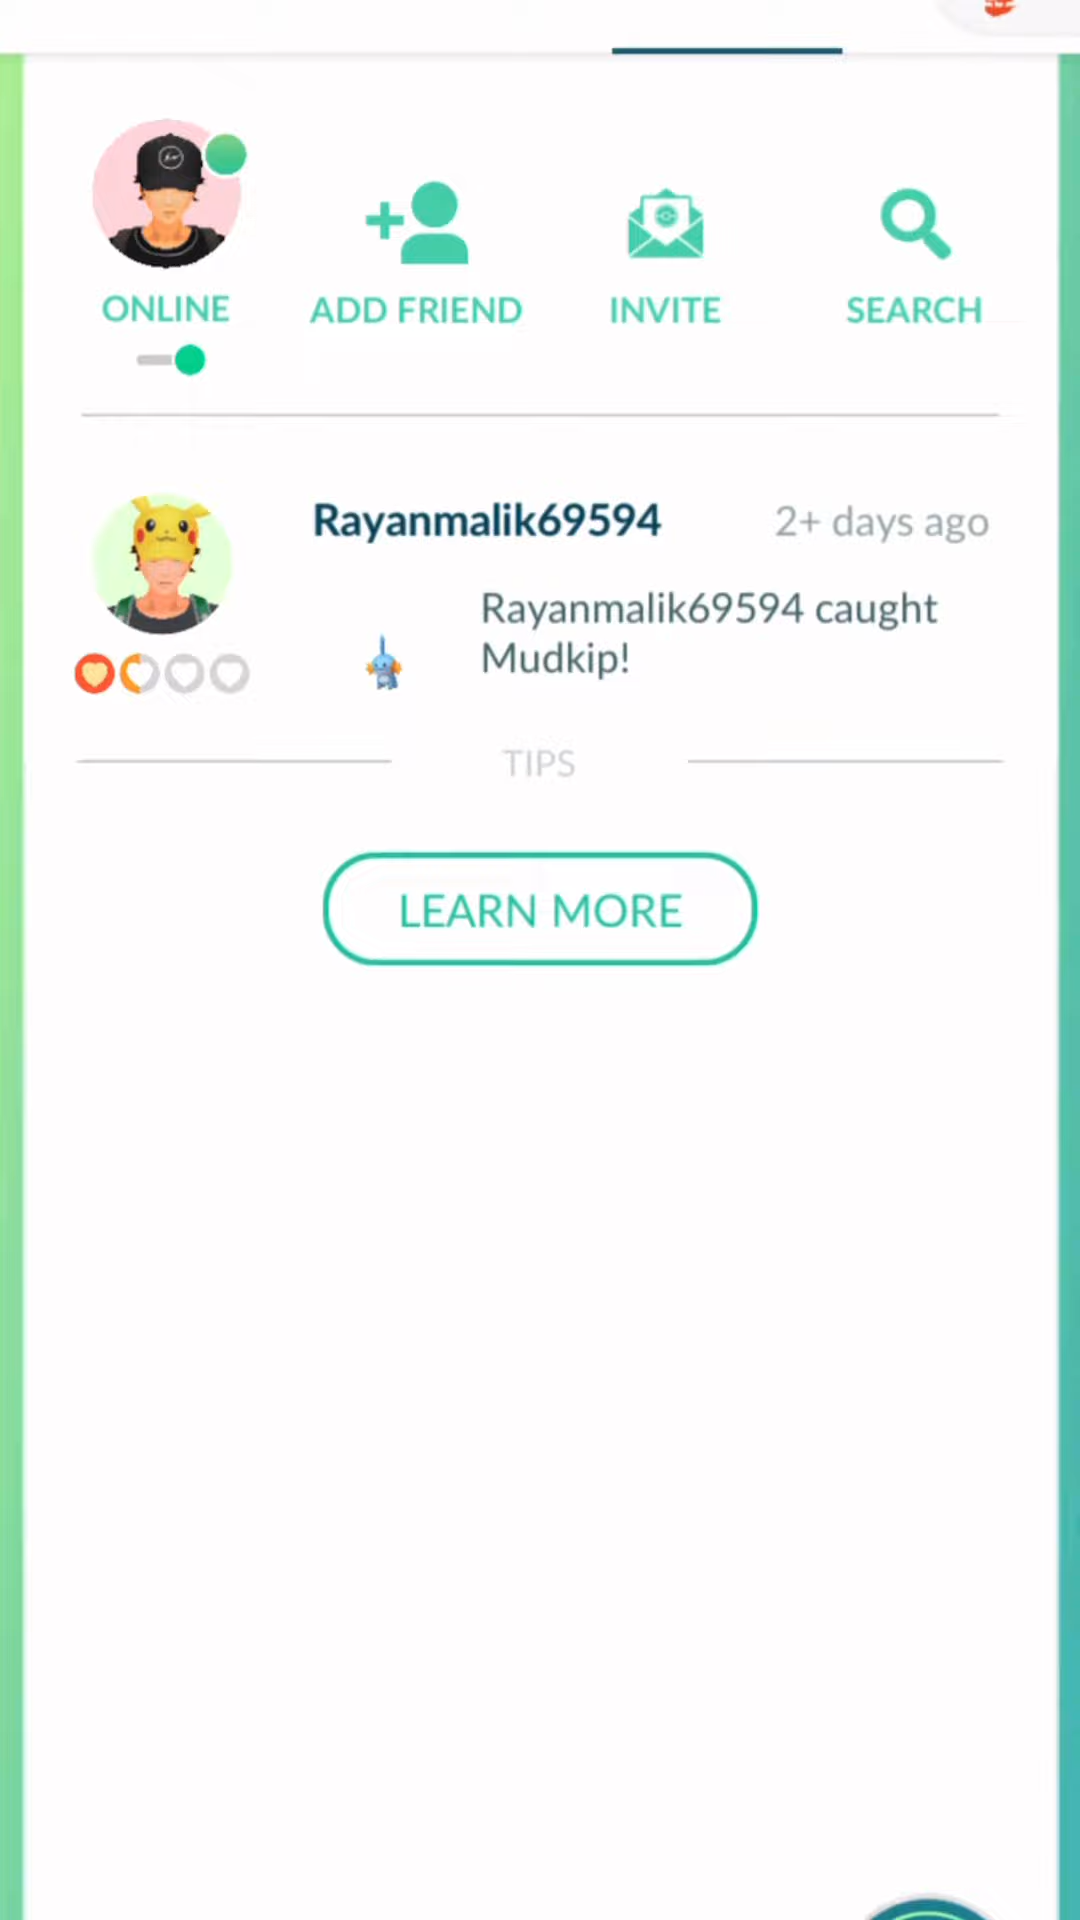 ONLINE
ADD FRIEND
INVITE
SEARCH
Rayanmalik69594
2+ days ago
Rayanmalik69594 caught
Mudkip!
TIPS
LEARN MORE